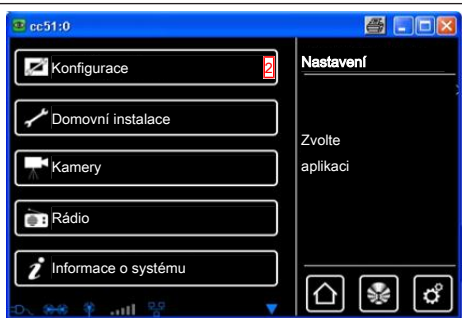 cc51:0
Konfigurace
2
Domovní instalace
Kamery
Rádio
Informace o systému
Nastavení
Zvolte
aplikaci